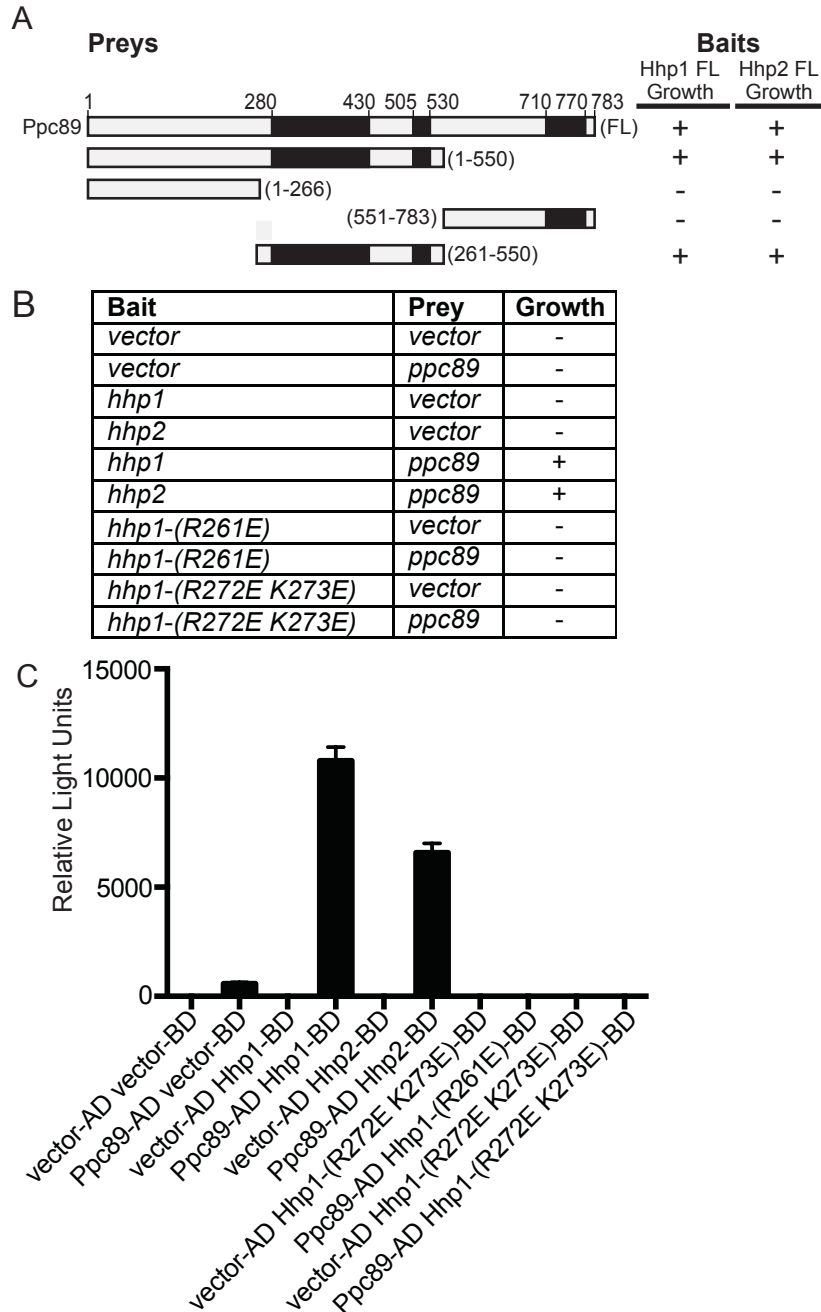 A
Preys
Baits
Hhp1 FL Growth
Hhp2 FL Growth
1 280 430 505 530 710 770 783
Ppc89 (FL) + +
(1-550) + +
(1-266) - -
(551-783) - -
(261-550) + +
B
Bait Prey Growth
vector vector -
vector ppc89 -
hhp1 vector -
hhp2 vector -
hhp1 ppc89 +
hhp2 ppc89 +
hhp1-(R261E) vector -
hhp1-(R261E) ppc89 -
hhp1-(R272E K273E) vector -
hhp1-(R272E K273E) ppc89 -
C
Relative Light Units
15000
10000
5000
0
vector-AD vector-BD
Ppc89-AD vector-BD
vector-AD Hhp1-BD
Ppc89-AD Hhp1-BD
vector-AD Hhp2-BD
Ppc89-AD Hhp2-BD
vector-AD Hhp1-(R272E K273E)-BD
Ppc89-AD Hhp1-(R261E)-BD
vector-AD Hhp1-(R272E K273E)-BD
Ppc89-AD Hhp1-(R272E K273E)-BD